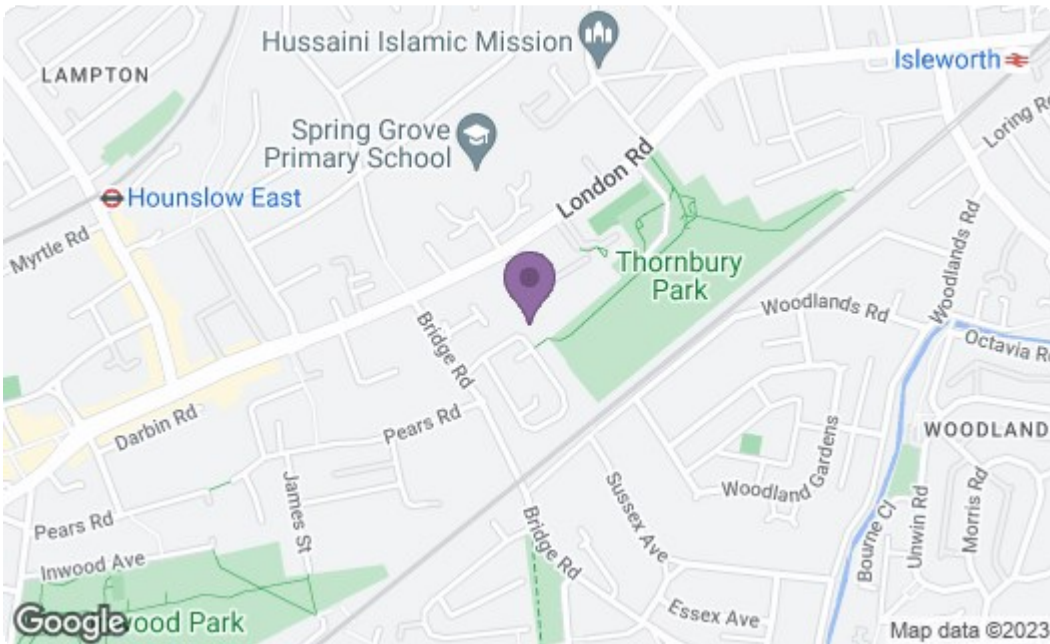 Hussaini Islamic Mission
Isleworth
LAMPTON
Loring Rd
Spring Grove
Primary School
London Rd
Hounslow East
Woodlands Rd
Myrtle Rd
Thornbury
Park
Woodlands Rd
Octavia Rd
Bridge Rd
Darbin Rd
Pears Rd
WOODLAND
Woodland Gardens
James St
Sussex Ave
Pears Rd
Bridge Rd
Bourne Cl
Unwin Rd
Morris Rd
Inwood Ave
Essex Ave
Google
wood Park
Map data ©2023